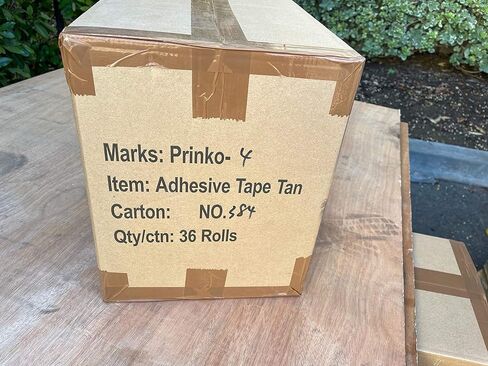 Marks: Prinko- 4
Item: Adhesive Tape Tan
Carton: NO.384
Qty/ctn: 36 Rolls